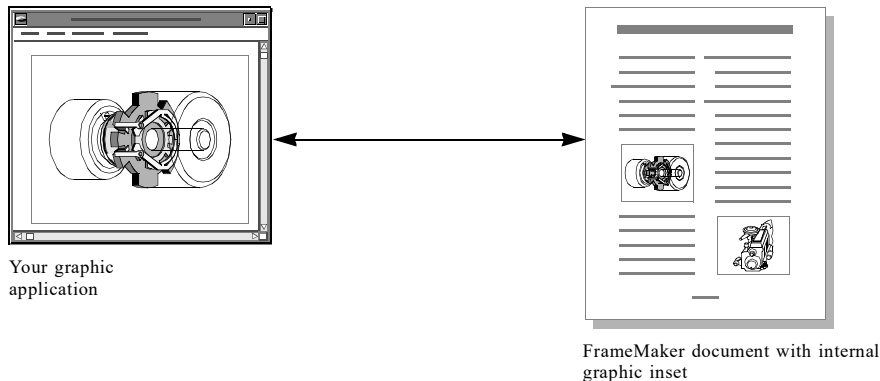 Your graphic
application
FrameMaker document with internal
graphic inset